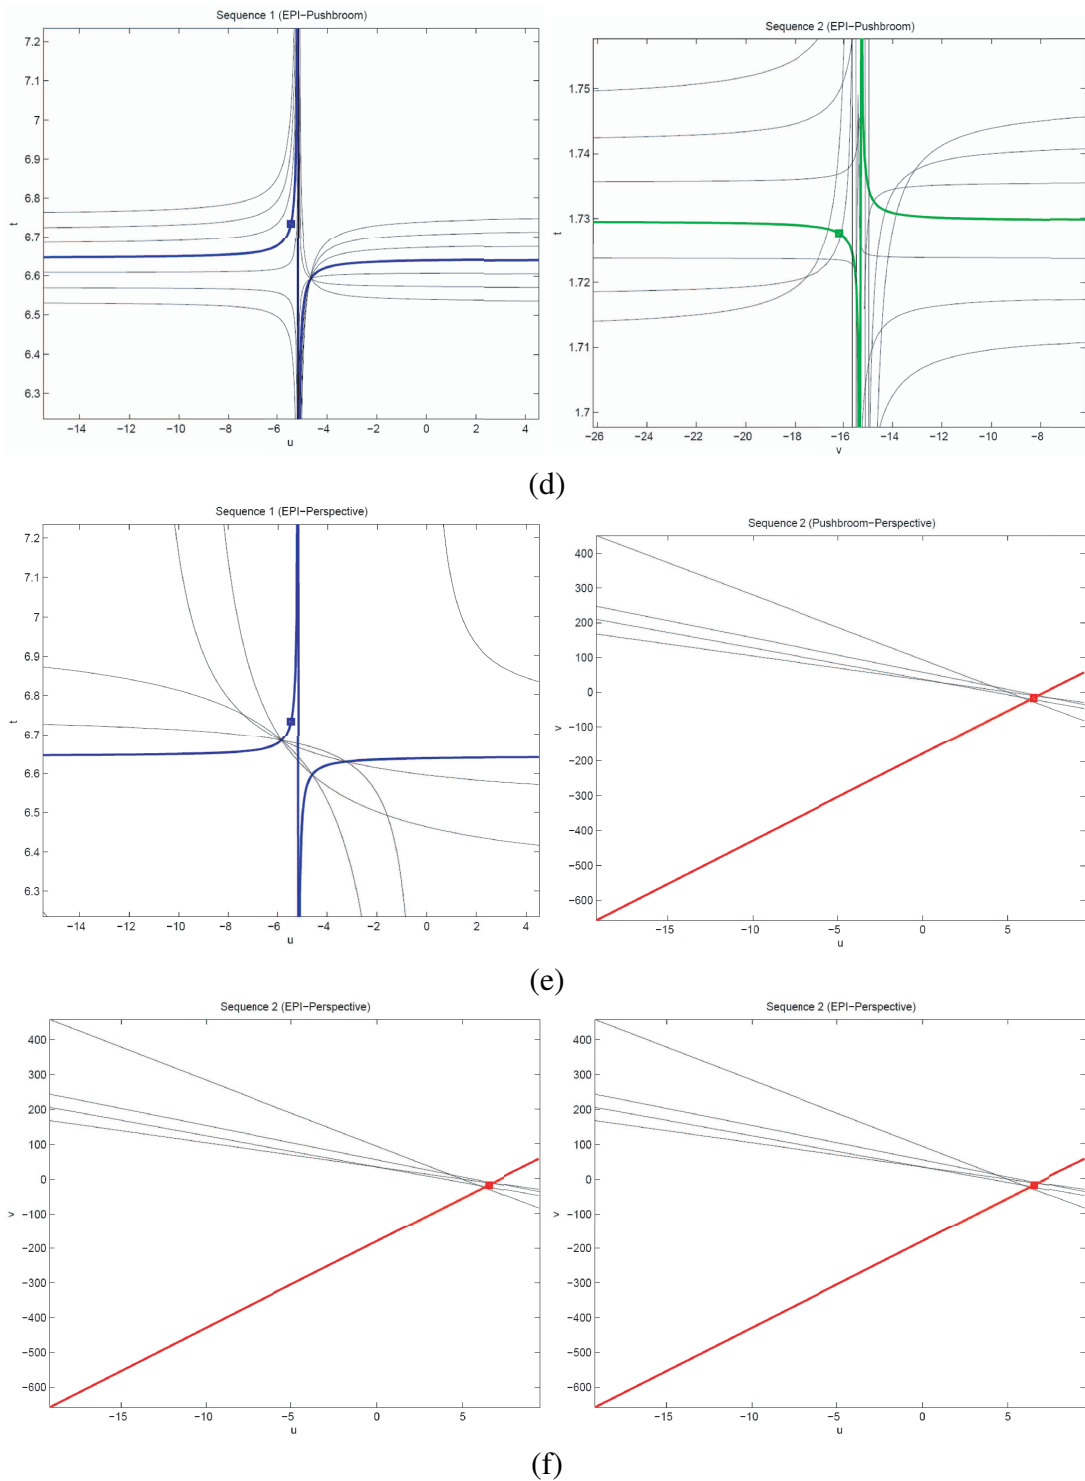 Sequence 1 (EPI-Pushbroom)
7.2
7.1
7
6.9
6.8
6.7
6.6
6.5
6.4
6.3
t
−14 −12 −10 −8 −6 −4 −2 0 2 4
u
Sequence 2 (EPI-Pushbroom)
1.75
1.74
1.73
1.72
1.71
1.7
t
−26 −24 −22 −20 −18 −16 −14 −12 −10 −8
v
(d)
Sequence 1 (EPI-Perspective)
7.2
7.1
7
6.9
6.8
6.7
6.6
6.5
6.4
6.3
t
−14 −12 −10 −8 −6 −4 −2 0 2 4
u
Sequence 2 (Pushbroom-Perspective)
400
300
200
100
0
−100
−200
−300
−400
−500
−600
v
−15 −10 −5 0 5
u
(e)
Sequence 2 (EPI-Perspective)
400
300
200
100
0
−100
−200
−300
−400
−500
−600
v
−15 −10 −5 0 5
u
Sequence 2 (EPI-Perspective)
400
300
200
100
0
−100
−200
−300
−400
−500
−600
v
−15 −10 −5 0 5
u
(f)